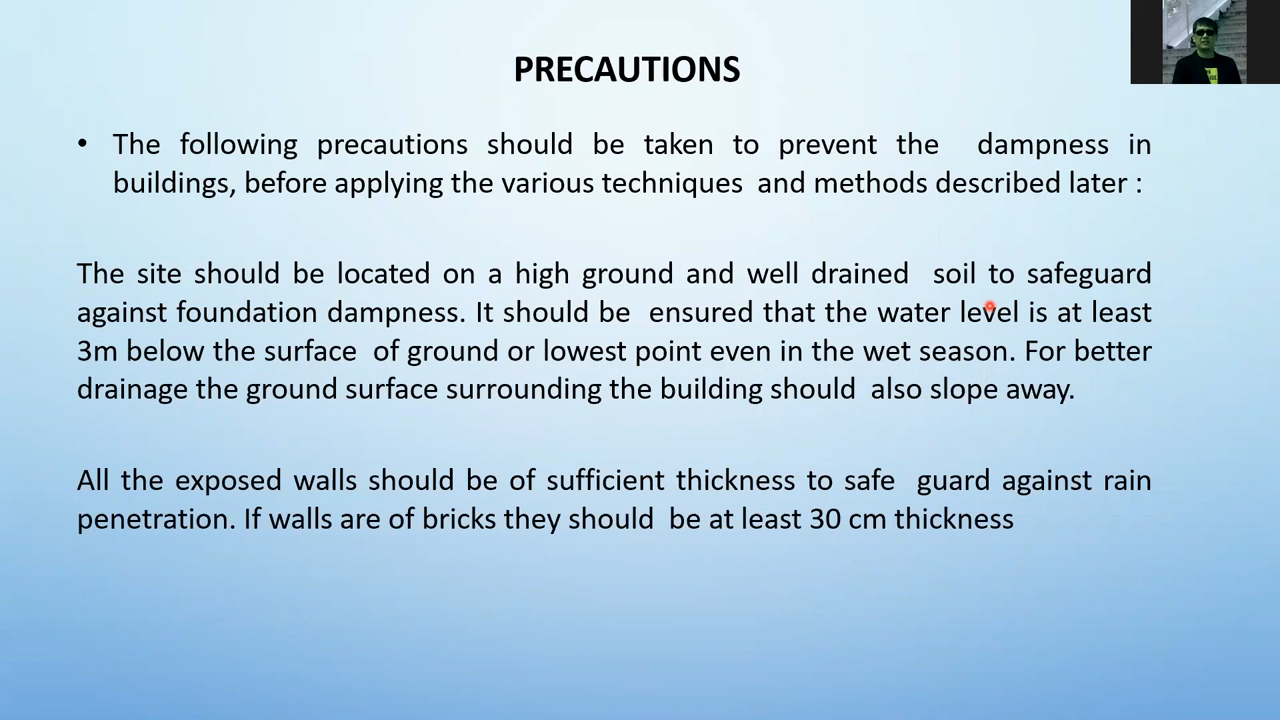 PRECAUTIONS
• The following precautions should be taken to prevent the dampness in
buildings, before applying the various techniques and methods described later :
The site should be located on a high ground and well drained soil to safeguard
against foundation dampness. It should be ensured that the water level is at least
3m below the surface of ground or lowest point even in the wet season. For better
drainage the ground surface surrounding the building should also slope away.
All the exposed walls should be of sufficient thickness to safe guard against rain
penetration. If walls are of bricks they should be at least 30 cm thickness